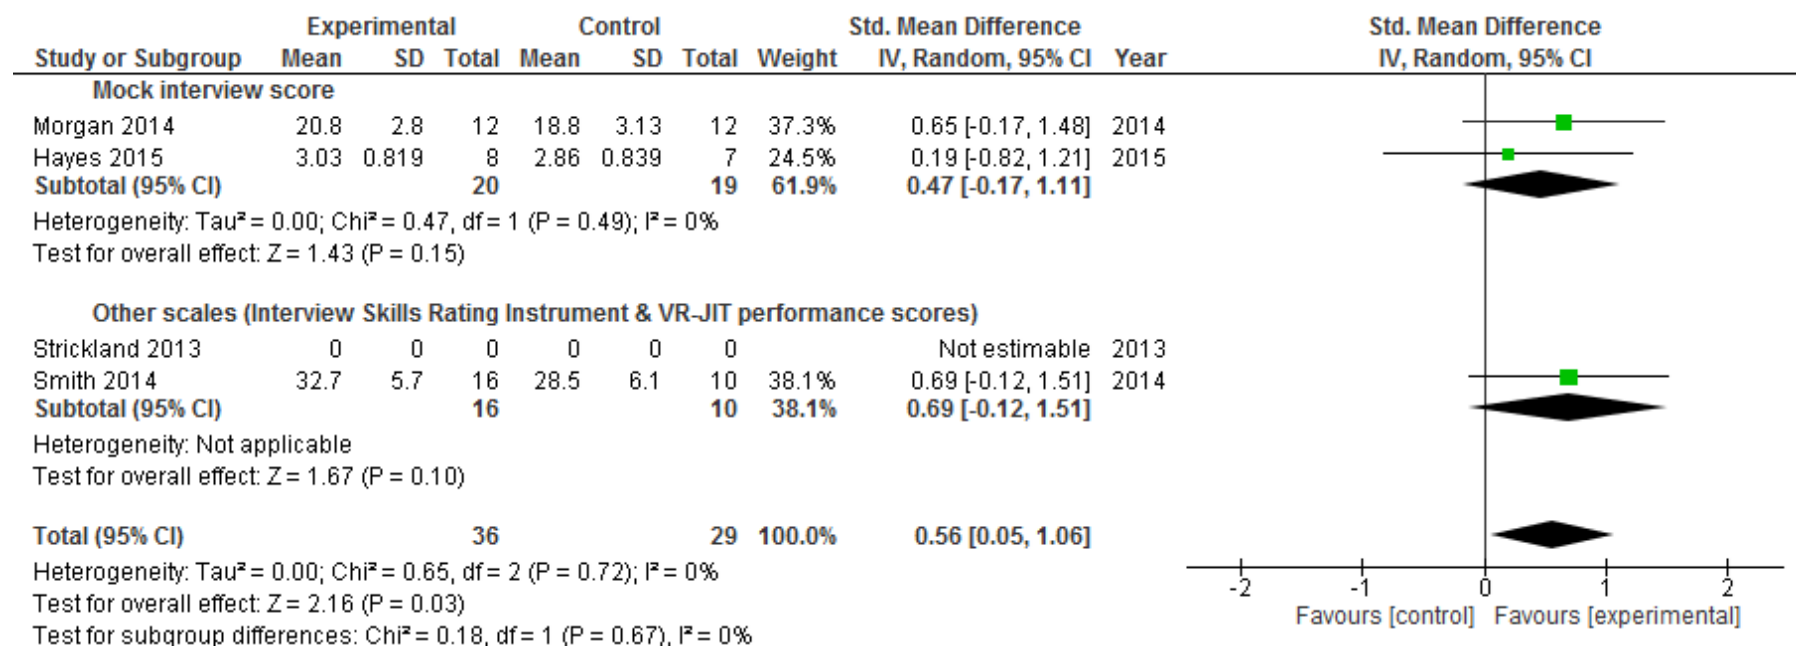 Experimental Control Std. Mean Difference Std. Mean Difference
Study or Subgroup Mean SD Total Mean SD Total Weight IV, Random, 95% CI Year IV, Random, 95% CI
Mock interview score
Morgan 2014 20.8 2.8 12 18.8 3.13 12 37.3% 0.65 [-0.17, 1.48] 2014
Hayes 2015 3.03 0.819 8 2.86 0.839 7 24.5% 0.19 [-0.82, 1.21] 2015
Subtotal (95% CI) 20 19 61.9% 0.47 [-0.17, 1.11]
Heterogeneity: Tau² = 0.00; Chi² = 0.47, df = 1 (P = 0.49); I² = 0%
Test for overall effect: Z = 1.43 (P = 0.15)
Other scales (Interview Skills Rating Instrument & VR-JIT performance scores)
Strickland 2013 0 0 0 0 0 0 Not estimable 2013
Smith 2014 32.7 5.7 16 28.5 6.1 10 38.1% 0.69 [-0.12, 1.51] 2014
Subtotal (95% CI) 16 10 38.1% 0.69 [-0.12, 1.51]
Heterogeneity: Not applicable
Test for overall effect: Z = 1.67 (P = 0.10)
Total (95% CI) 36 29 100.0% 0.56 [0.05, 1.06]
Heterogeneity: Tau² = 0.00; Chi² = 0.65, df = 2 (P = 0.72); I² = 0%
Test for overall effect: Z = 2.16 (P = 0.03)
Test for subgroup differences: Chi² = 0.18, df = 1 (P = 0.67), I² = 0%
-2 -1 0 1 2
Favours [control] Favours [experimental]